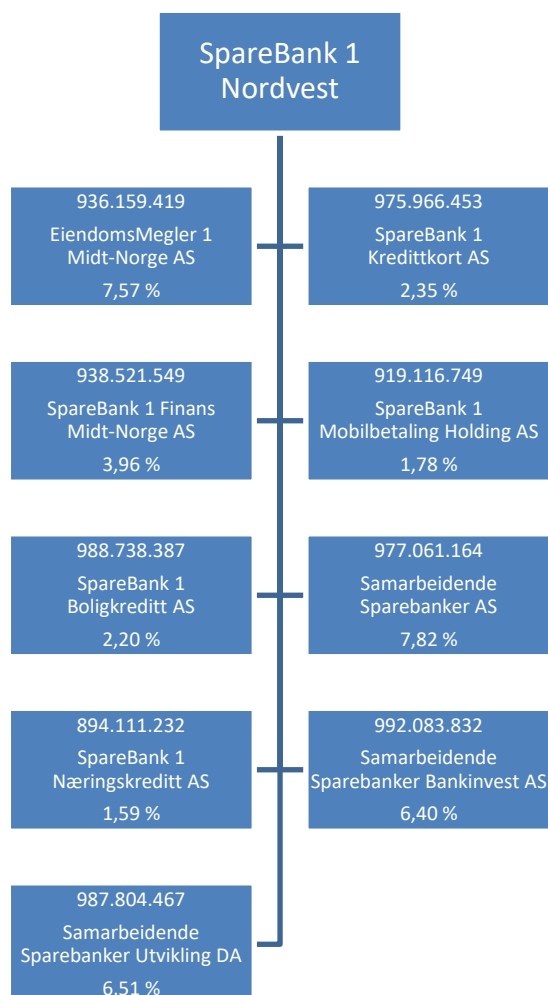 SpareBank 1
Nordvest
936.159.419
EiendomsMegler 1
Midt-Norge AS
7,57 %
975.966.453
SpareBank 1
Kredittkort AS
2,35 %
938.521.549
SpareBank 1 Finans
Midt-Norge AS
3,96 %
919.116.749
SpareBank 1
Mobilbetaling Holding AS
1,78 %
988.738.387
SpareBank 1
Boligkreditt AS
2,20 %
977.061.164
Samarbeidende
Sparebanker AS
7,82 %
894.111.232
SpareBank 1
Næringskreditt AS
1,59 %
992.083.832
Samarbeidende
Sparebanker Bankinvest AS
6,40 %
987.804.467
Samarbeidende
Sparebanker Utvikling DA
6,51 %